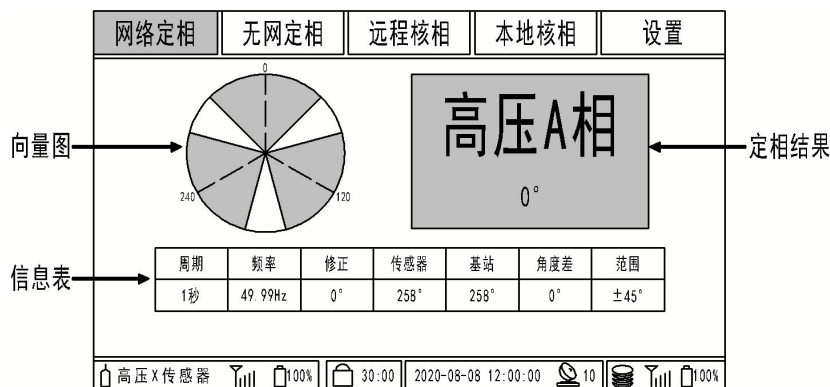 网络定相 无网定相 远程核相 本地核相 设置
0
240
120
高压A相
0°
向量图
定相结果
信息表
周期 频率 修正 传感器 基站 角度差 范围
1秒 49.99Hz 0° 258° 258° 0° ±45°
高压X传感器 100% 30:00 2020-08-08 12:00:00 10 100%